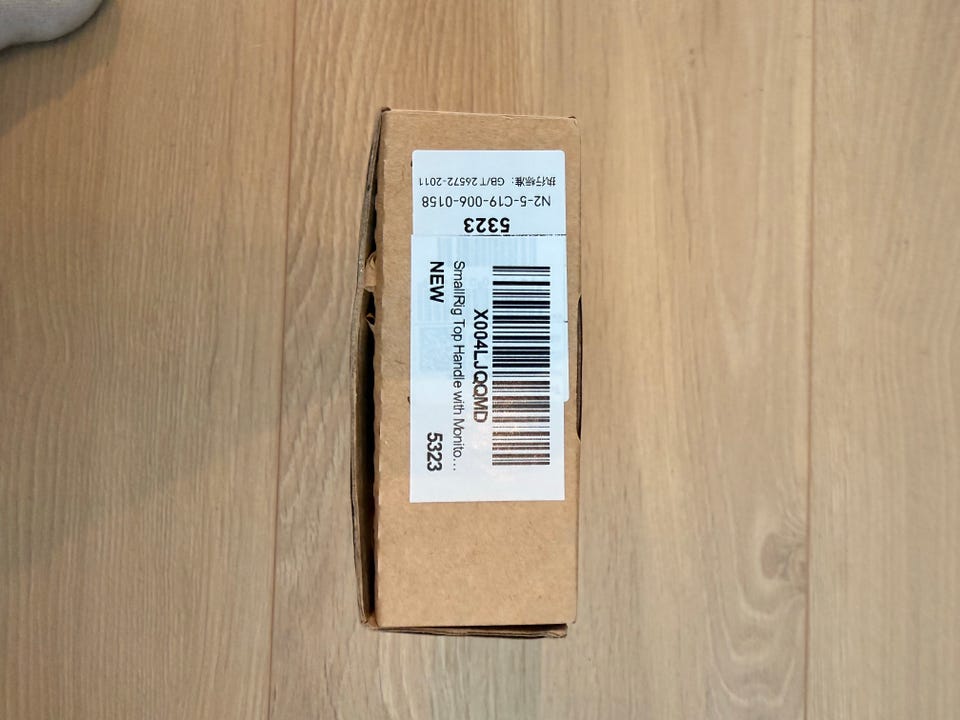 执行标准：GB/T 26572-2011
N2-5-C19-006-0158
5323
X004LJQQMD
SmallRig Top Handle with Monito...
NEW
5323